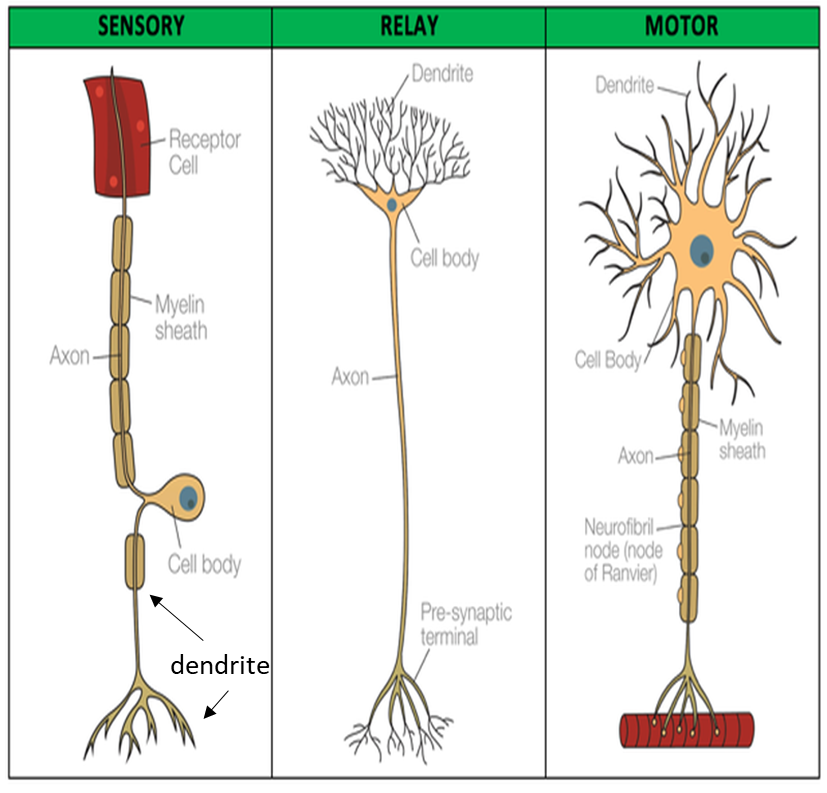 SENSORY
RELAY
MOTOR
Receptor
Cell
Myelin
sheath
Axon
Cell body
dendrite
Dendrite
Cell body
Axon
Pre-synaptic
terminal
Dendrite
Cell Body
Myelin
sheath
Axon
Neurofibril
node (node
of Ranvier)